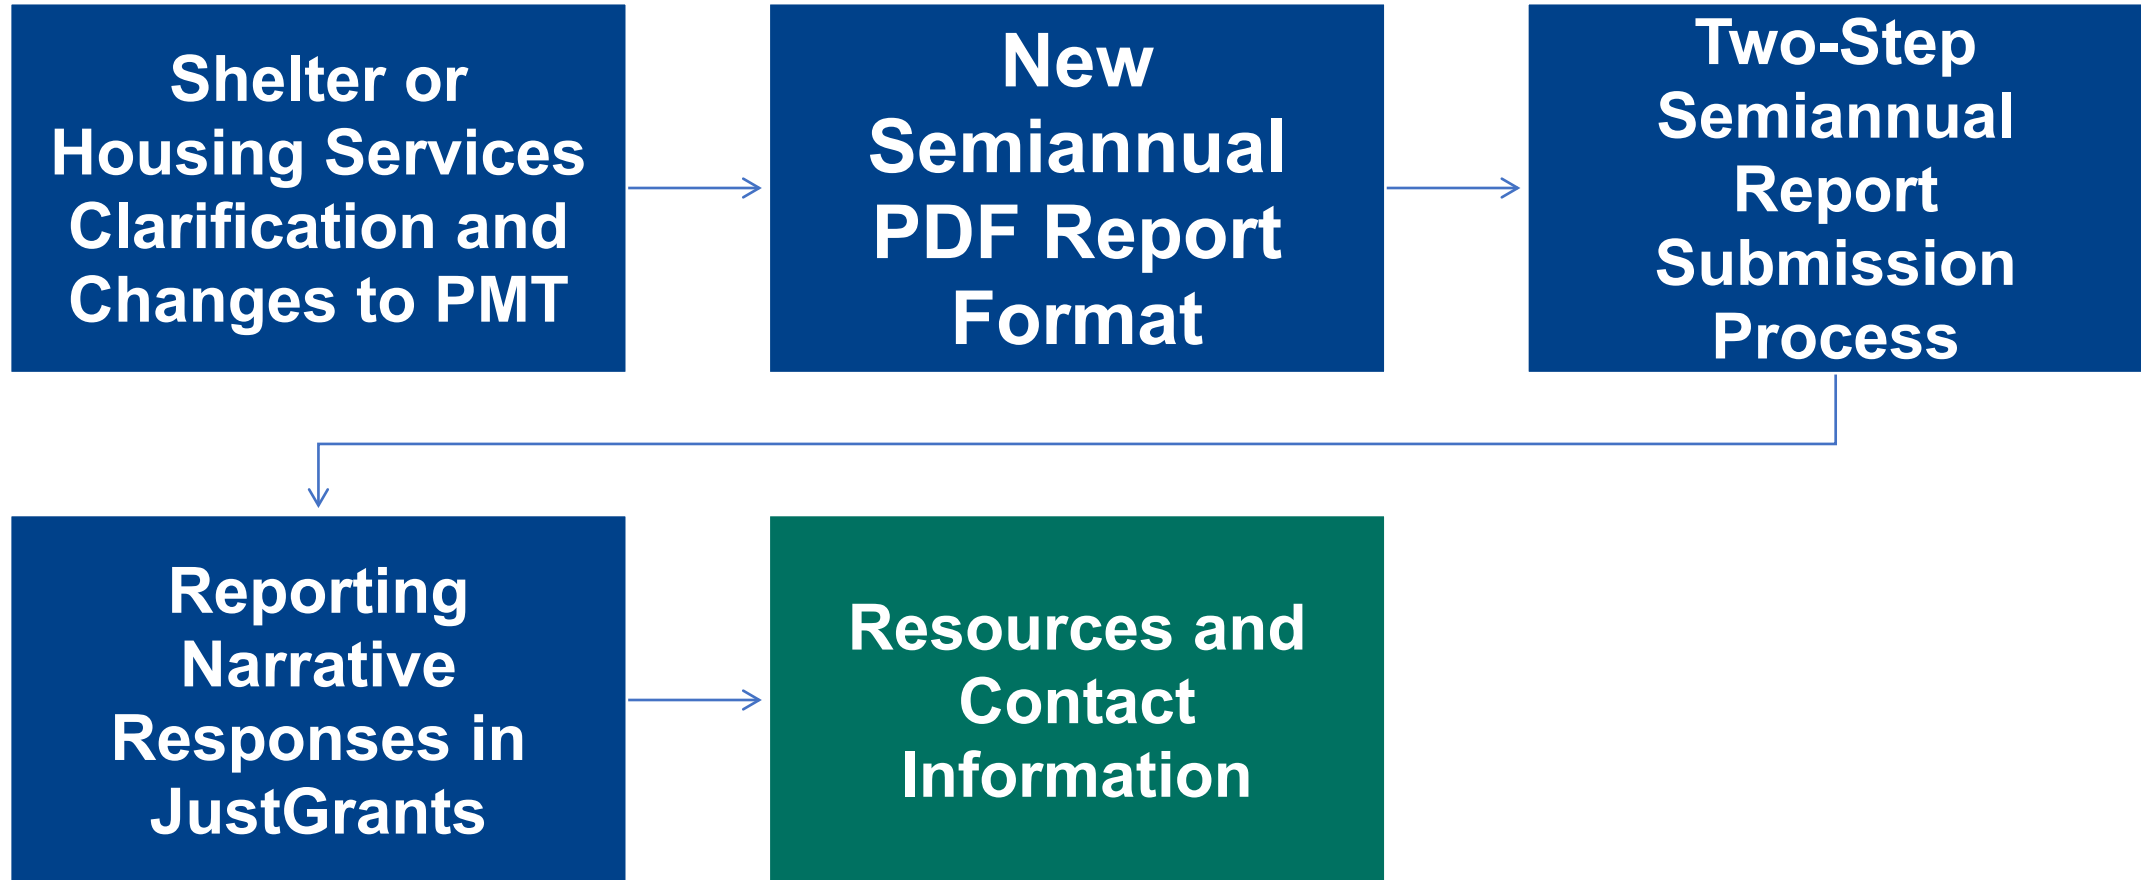 Shelter or
Housing Services
Clarification and
Changes to PMT
New
Semiannual
PDF Report
Format
Two-Step
Semiannual
Report
Submission
Process
Reporting
Narrative
Responses in
JustGrants
Resources and
Contact
Information